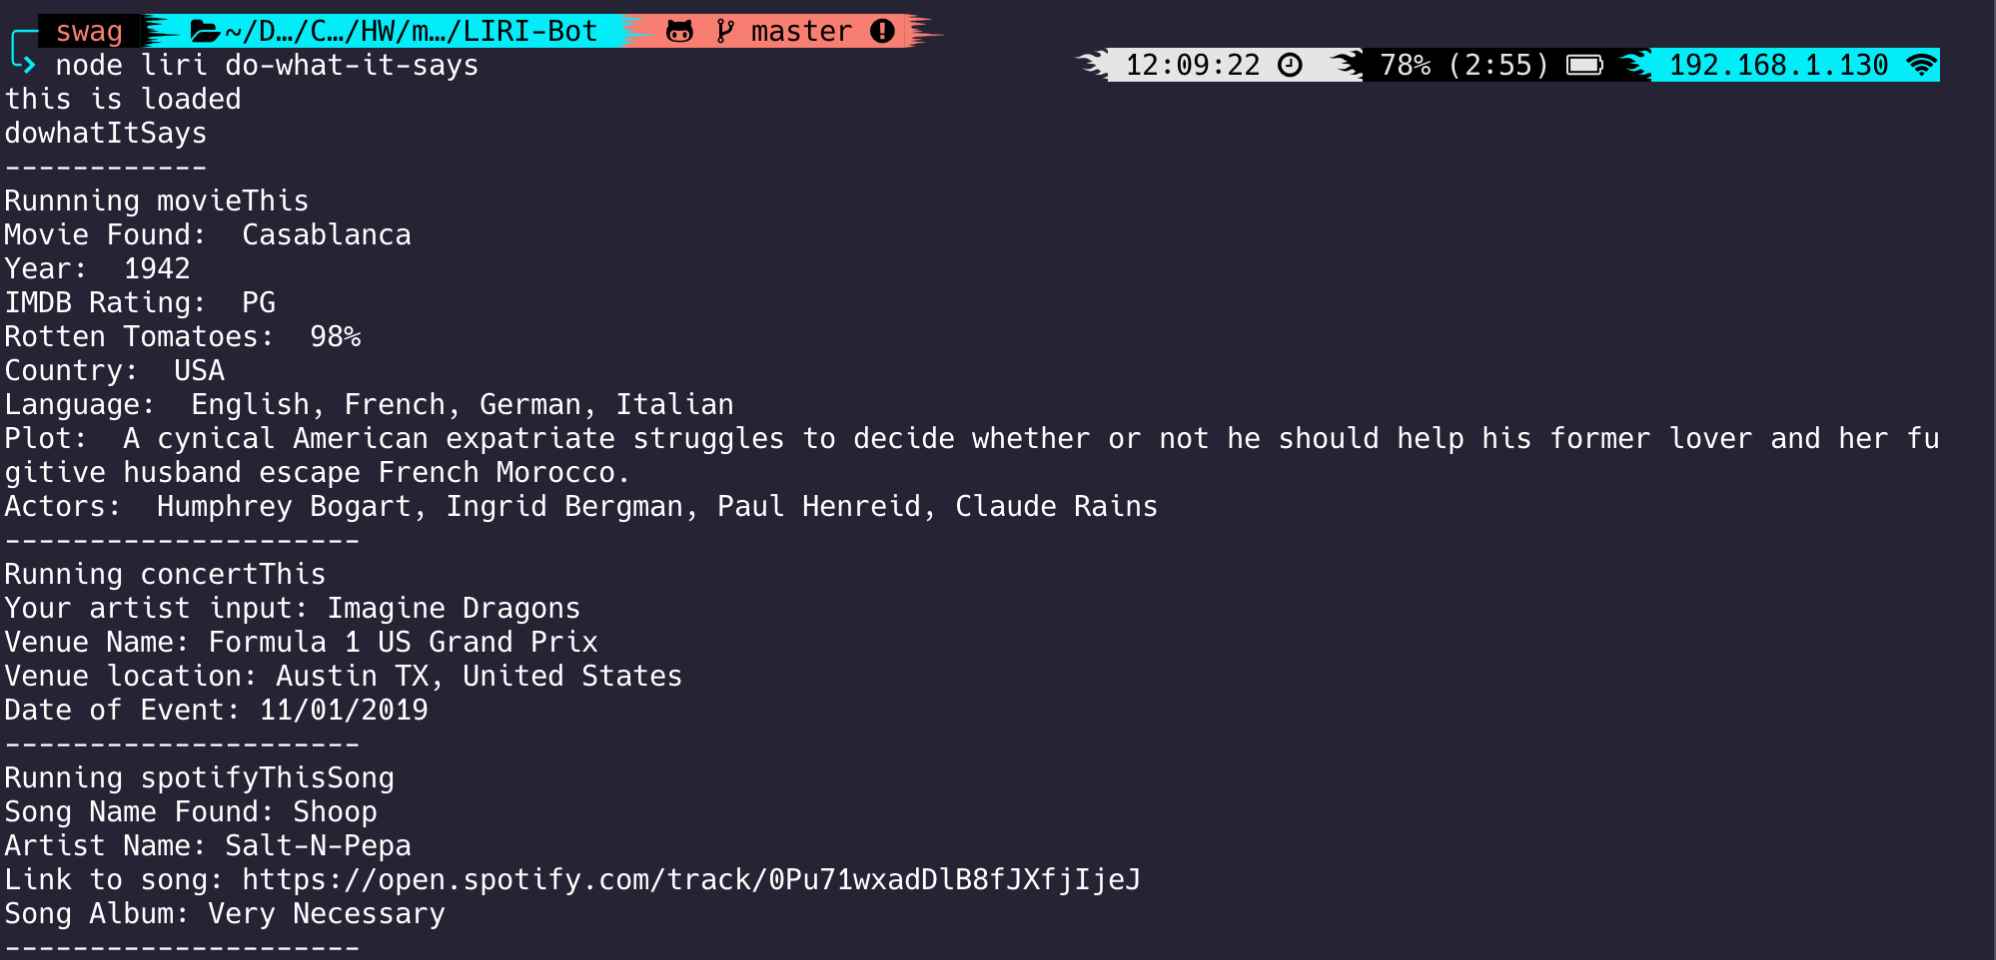 swag ~/D…/C…/HW/m…/LIRI-Bot master
node liri do-what-it-says 12:09:22 78% (2:55) 192.168.1.130
this is loaded
dowhatItSays
------------
Runnning movieThis
Movie Found:  Casablanca
Year:  1942
IMDB Rating:  PG
Rotten Tomatoes:  98%
Country:  USA
Language:  English, French, German, Italian
Plot:  A cynical American expatriate struggles to decide whether or not he should help his former lover and her fu
gitive husband escape French Morocco.
Actors:  Humphrey Bogart, Ingrid Bergman, Paul Henreid, Claude Rains
---------------------
Running concertThis
Your artist input: Imagine Dragons
Venue Name: Formula 1 US Grand Prix
Venue location: Austin TX, United States
Date of Event: 11/01/2019
---------------------
Running spotifyThisSong
Song Name Found: Shoop
Artist Name: Salt-N-Pepa
Link to song: https://open.spotify.com/track/0Pu71wxadDlB8fJXfjIjeJ
Song Album: Very Necessary
---------------------